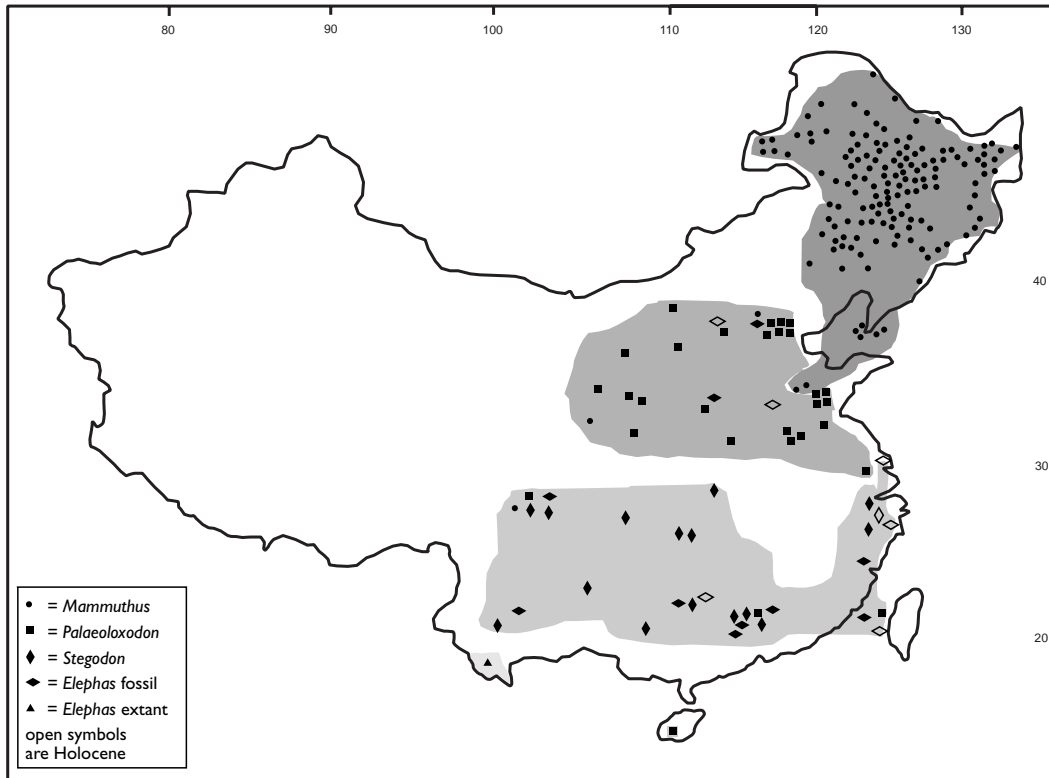 80 90 100 110 120 130
40
30
20
• = Mammuthus
■ = Palaeoloxodon
♦ = Stegodon
◆ = Elephas fossil
▲ = Elephas extant
open symbols
are Holocene